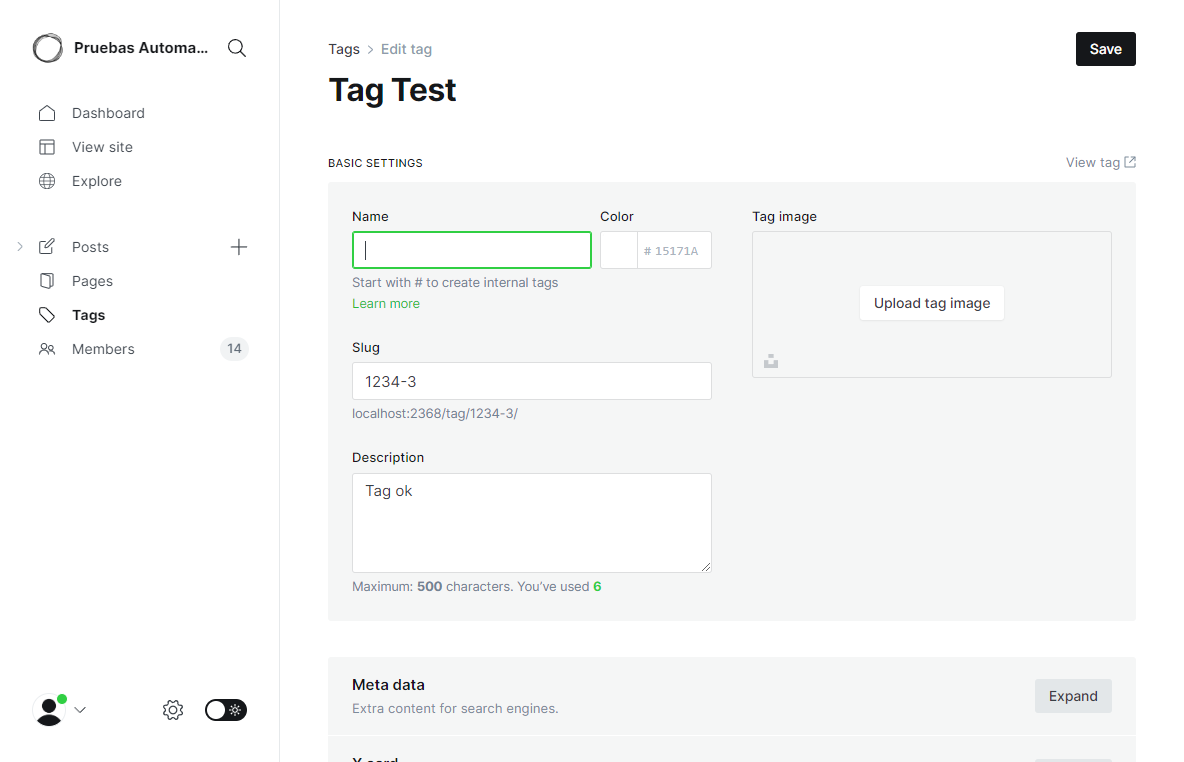 Pruebas Automa...
Dashboard
View site
Explore
Posts
Pages
Tags
Members 14
Tags > Edit tag
Save
Tag Test
BASIC SETTINGS
View tag
Name
Color
# 15171A
Start with # to create internal tags
Learn more
Slug
1234-3
localhost:2368/tag/1234-3/
Description
Tag ok
Maximum: 500 characters. You’ve used 6
Tag image
Upload tag image
Meta data
Extra content for search engines.
Expand
X card